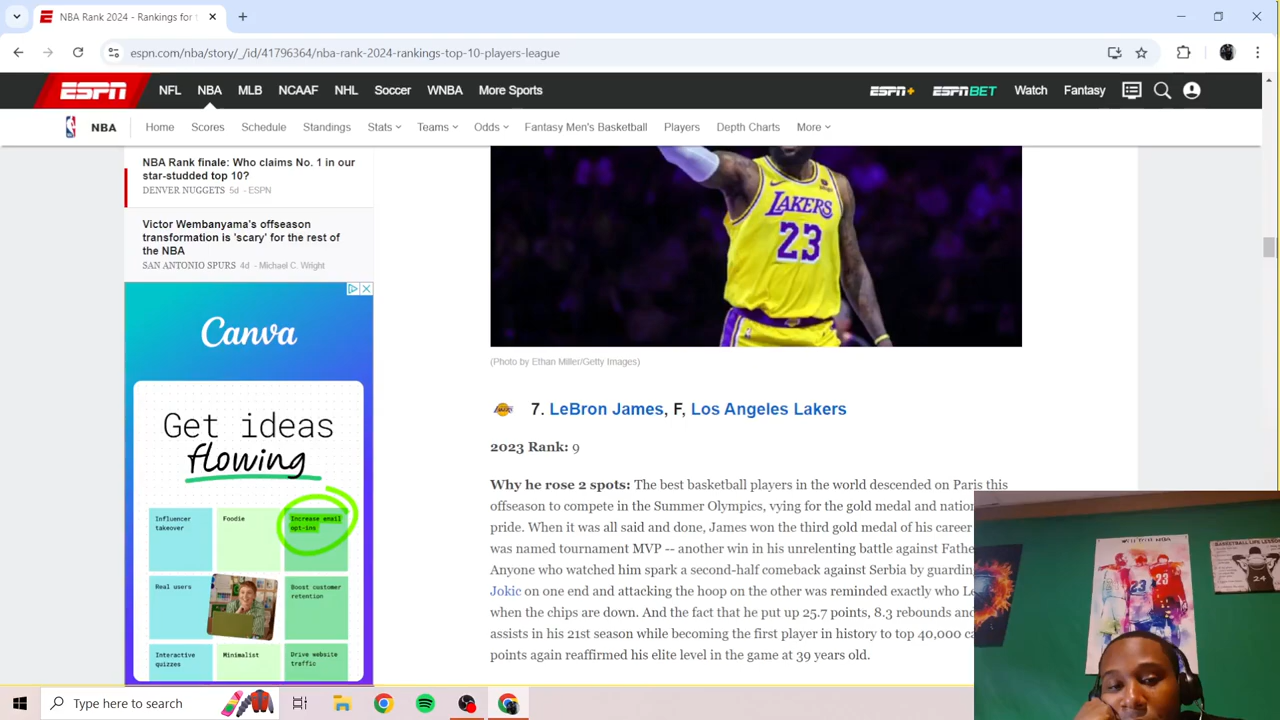 NBA Rank 2024 - Rankings for t
espn.com/nba/story/_/id/41796364/nba-rank-2024-rankings-top-10-players-league
ESPN NFL NBA MLB NCAAF NHL Soccer WNBA More Sports ESPN+ ESPN BET Watch Fantasy
NBA Home Scores Schedule Standings Stats Teams Odds Fantasy Men's Basketball Players Depth Charts More
NBA Rank finale: Who claims No. 1 in our
star-studded top 10?
DENVER NUGGETS 5d - ESPN
Victor Wembanyama's offseason
transformation is 'scary' for the rest of
the NBA
SAN ANTONIO SPURS 4d - Michael C. Wright
Canva
Get ideas
flowing
Influencer
takeover
Foodie
Increase email
opt-ins
Real users
Boost customer
retention
Interactive
quizzes
Minimalist
Drive website
traffic
LAKERS
23
(Photo by Ethan Miller/Getty Images)
7. LeBron James, F, Los Angeles Lakers
2023 Rank: 9
Why he rose 2 spots: The best basketball players in the world descended on Paris this
offseason to compete in the Summer Olympics, vying for the gold medal and nation
pride. When it was all said and done, James won the third gold medal of his career
was named tournament MVP -- another win in his unrelenting battle against Fathe
Anyone who watched him spark a second-half comeback against Serbia by guardin
Jokic on one end and attacking the hoop on the other was reminded exactly who Le
when the chips are down. And the fact that he put up 25.7 points, 8.3 rebounds and
assists in his 21st season while becoming the first player in history to top 40,000 ca
points again reaffirmed his elite level in the game at 39 years old.
BASKETBALL LIFE LESSONS
24
23
23
Type here to search